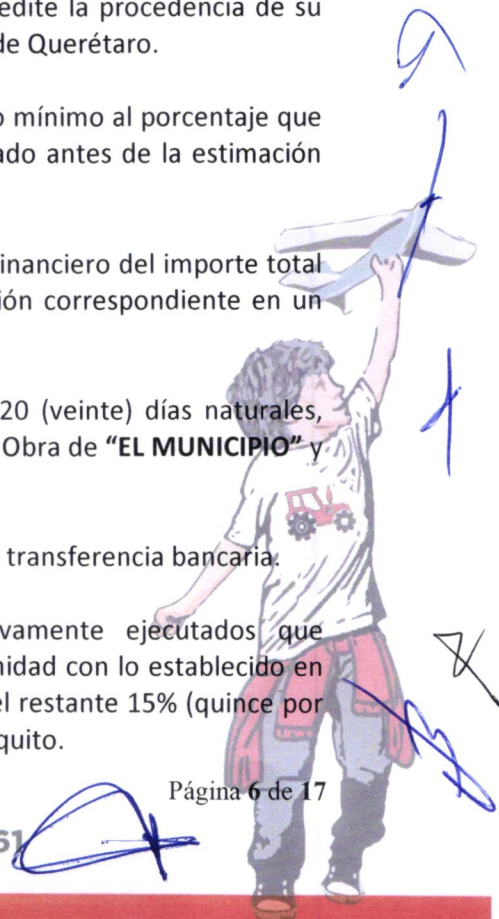 edite la procedencia de su
de Querétaro.
o mínimo al porcentaje que
ado antes de la estimación
inanciero del importe total
ión correspondiente en un
20 (veinte) días naturales,
Obra de “EL MUNICIPIO” y
transferencia bancaria.
vamente ejecutados que
nidad con lo establecido en
el restante 15% (quince por
quito.
Página 6 de 17
61